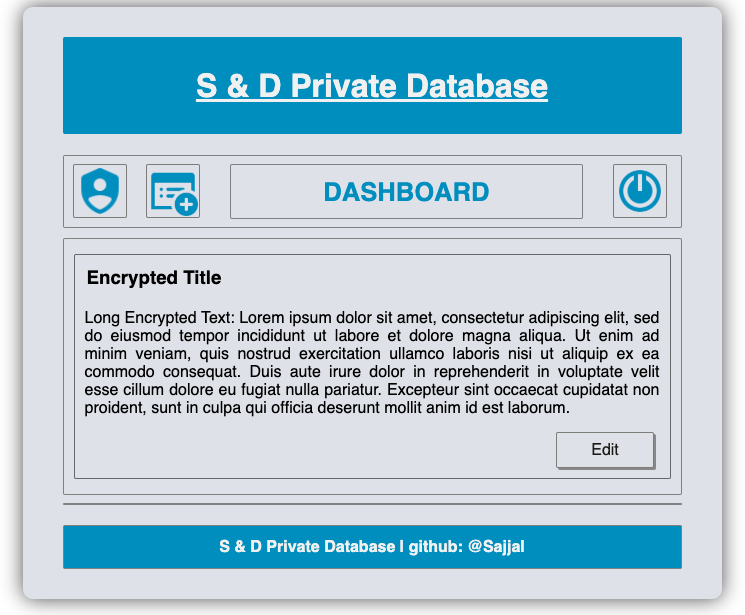 S & D Private Database
DASHBOARD
Encrypted Title
Long Encrypted Text: Lorem ipsum dolor sit amet, consectetur adipiscing elit, sed
do eiusmod tempor incididunt ut labore et dolore magna aliqua. Ut enim ad
minim veniam, quis nostrud exercitation ullamco laboris nisi ut aliquip ex ea
commodo consequat. Duis aute irure dolor in reprehenderit in voluptate velit
esse cillum dolore eu fugiat nulla pariatur. Excepteur sint occaecat cupidatat non
proident, sunt in culpa qui officia deserunt mollit anim id est laborum.
Edit
S & D Private Database | github: @Sajjal